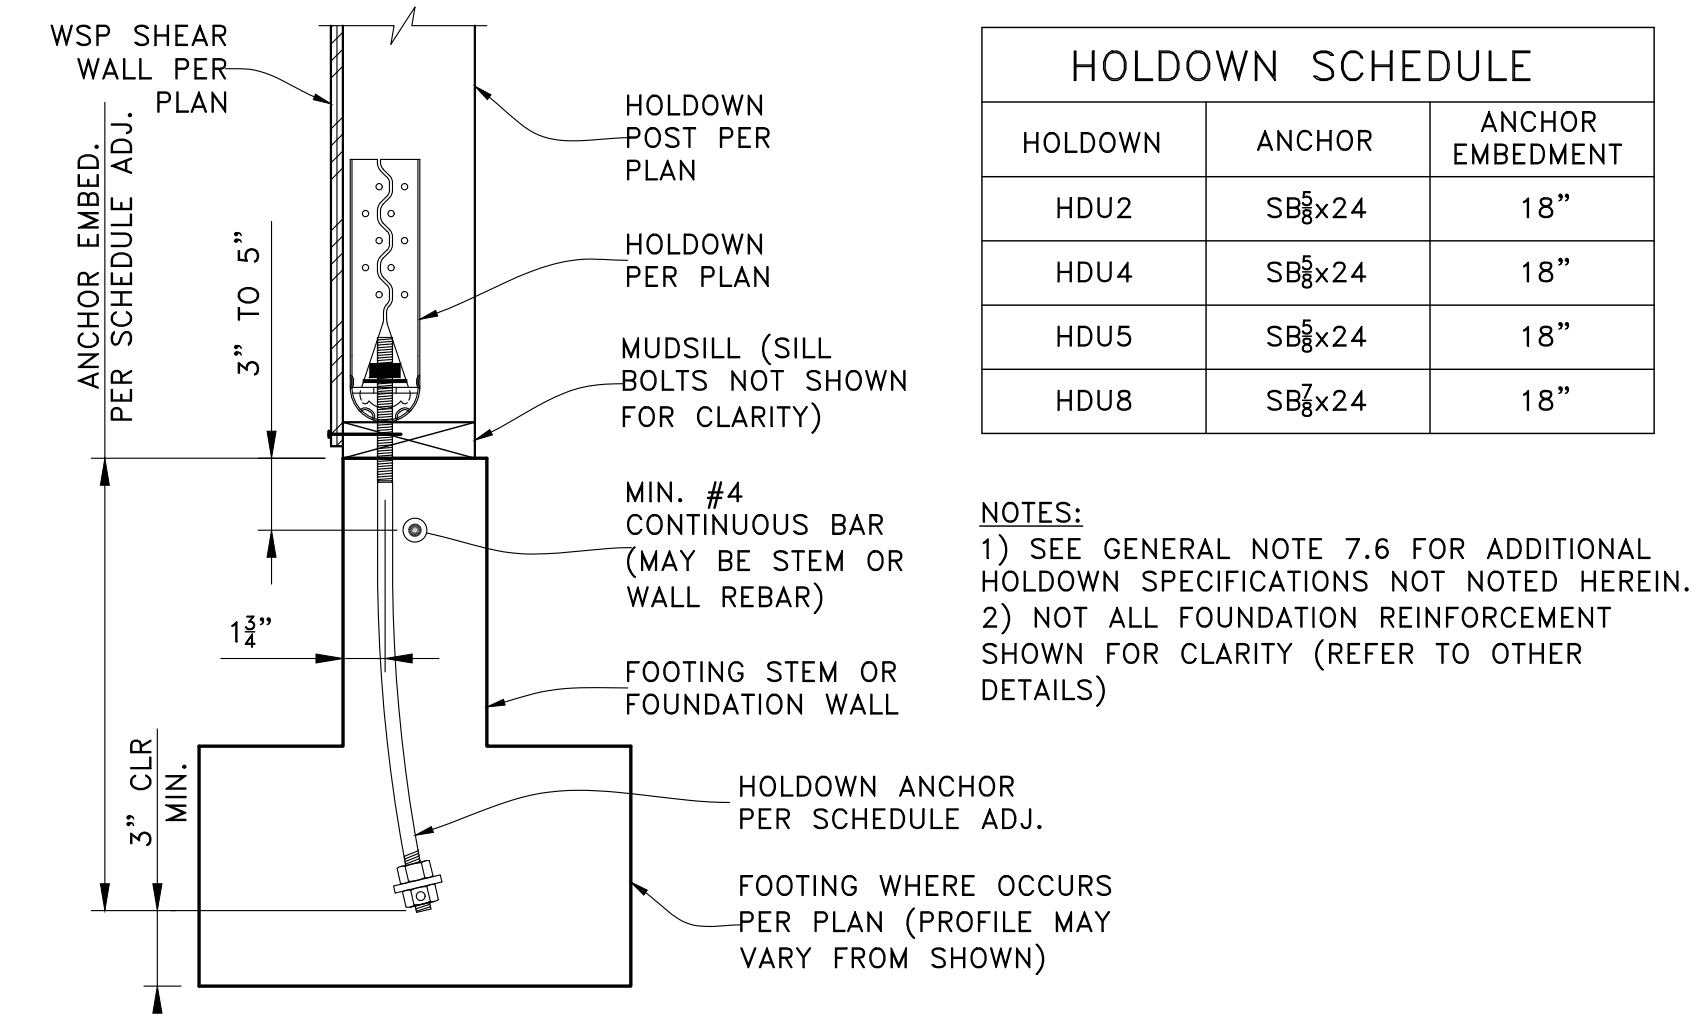 WSP SHEAR
WALL PER
PLAN
ANCHOR EMBED.
PER SCHEDULE ADJ.
3" TO 5"
1 3/4"
3" CLR
MIN.
HOLDOWN
POST PER
PLAN
HOLDOWN
PER PLAN
MUDSILL (SILL
BOLTS NOT SHOWN
FOR CLARITY)
MIN. #4
CONTINUOUS BAR
(MAY BE STEM OR
WALL REBAR)
FOOTING STEM OR
FOUNDATION WALL
HOLDOWN ANCHOR
PER SCHEDULE ADJ.
FOOTING WHERE OCCURS
PER PLAN (PROFILE MAY
VARY FROM SHOWN)
HOLDOWN SCHEDULE
HOLDOWN ANCHOR ANCHOR EMBEDMENT
HDU2 SB5/8x24 18"
HDU4 SB5/8x24 18"
HDU5 SB5/8x24 18"
HDU8 SB7/8x24 18"
NOTES:
1) SEE GENERAL NOTE 7.6 FOR ADDITIONAL
HOLDOWN SPECIFICATIONS NOT NOTED HEREIN.
2) NOT ALL FOUNDATION REINFORCEMENT
SHOWN FOR CLARITY (REFER TO OTHER
DETAILS)